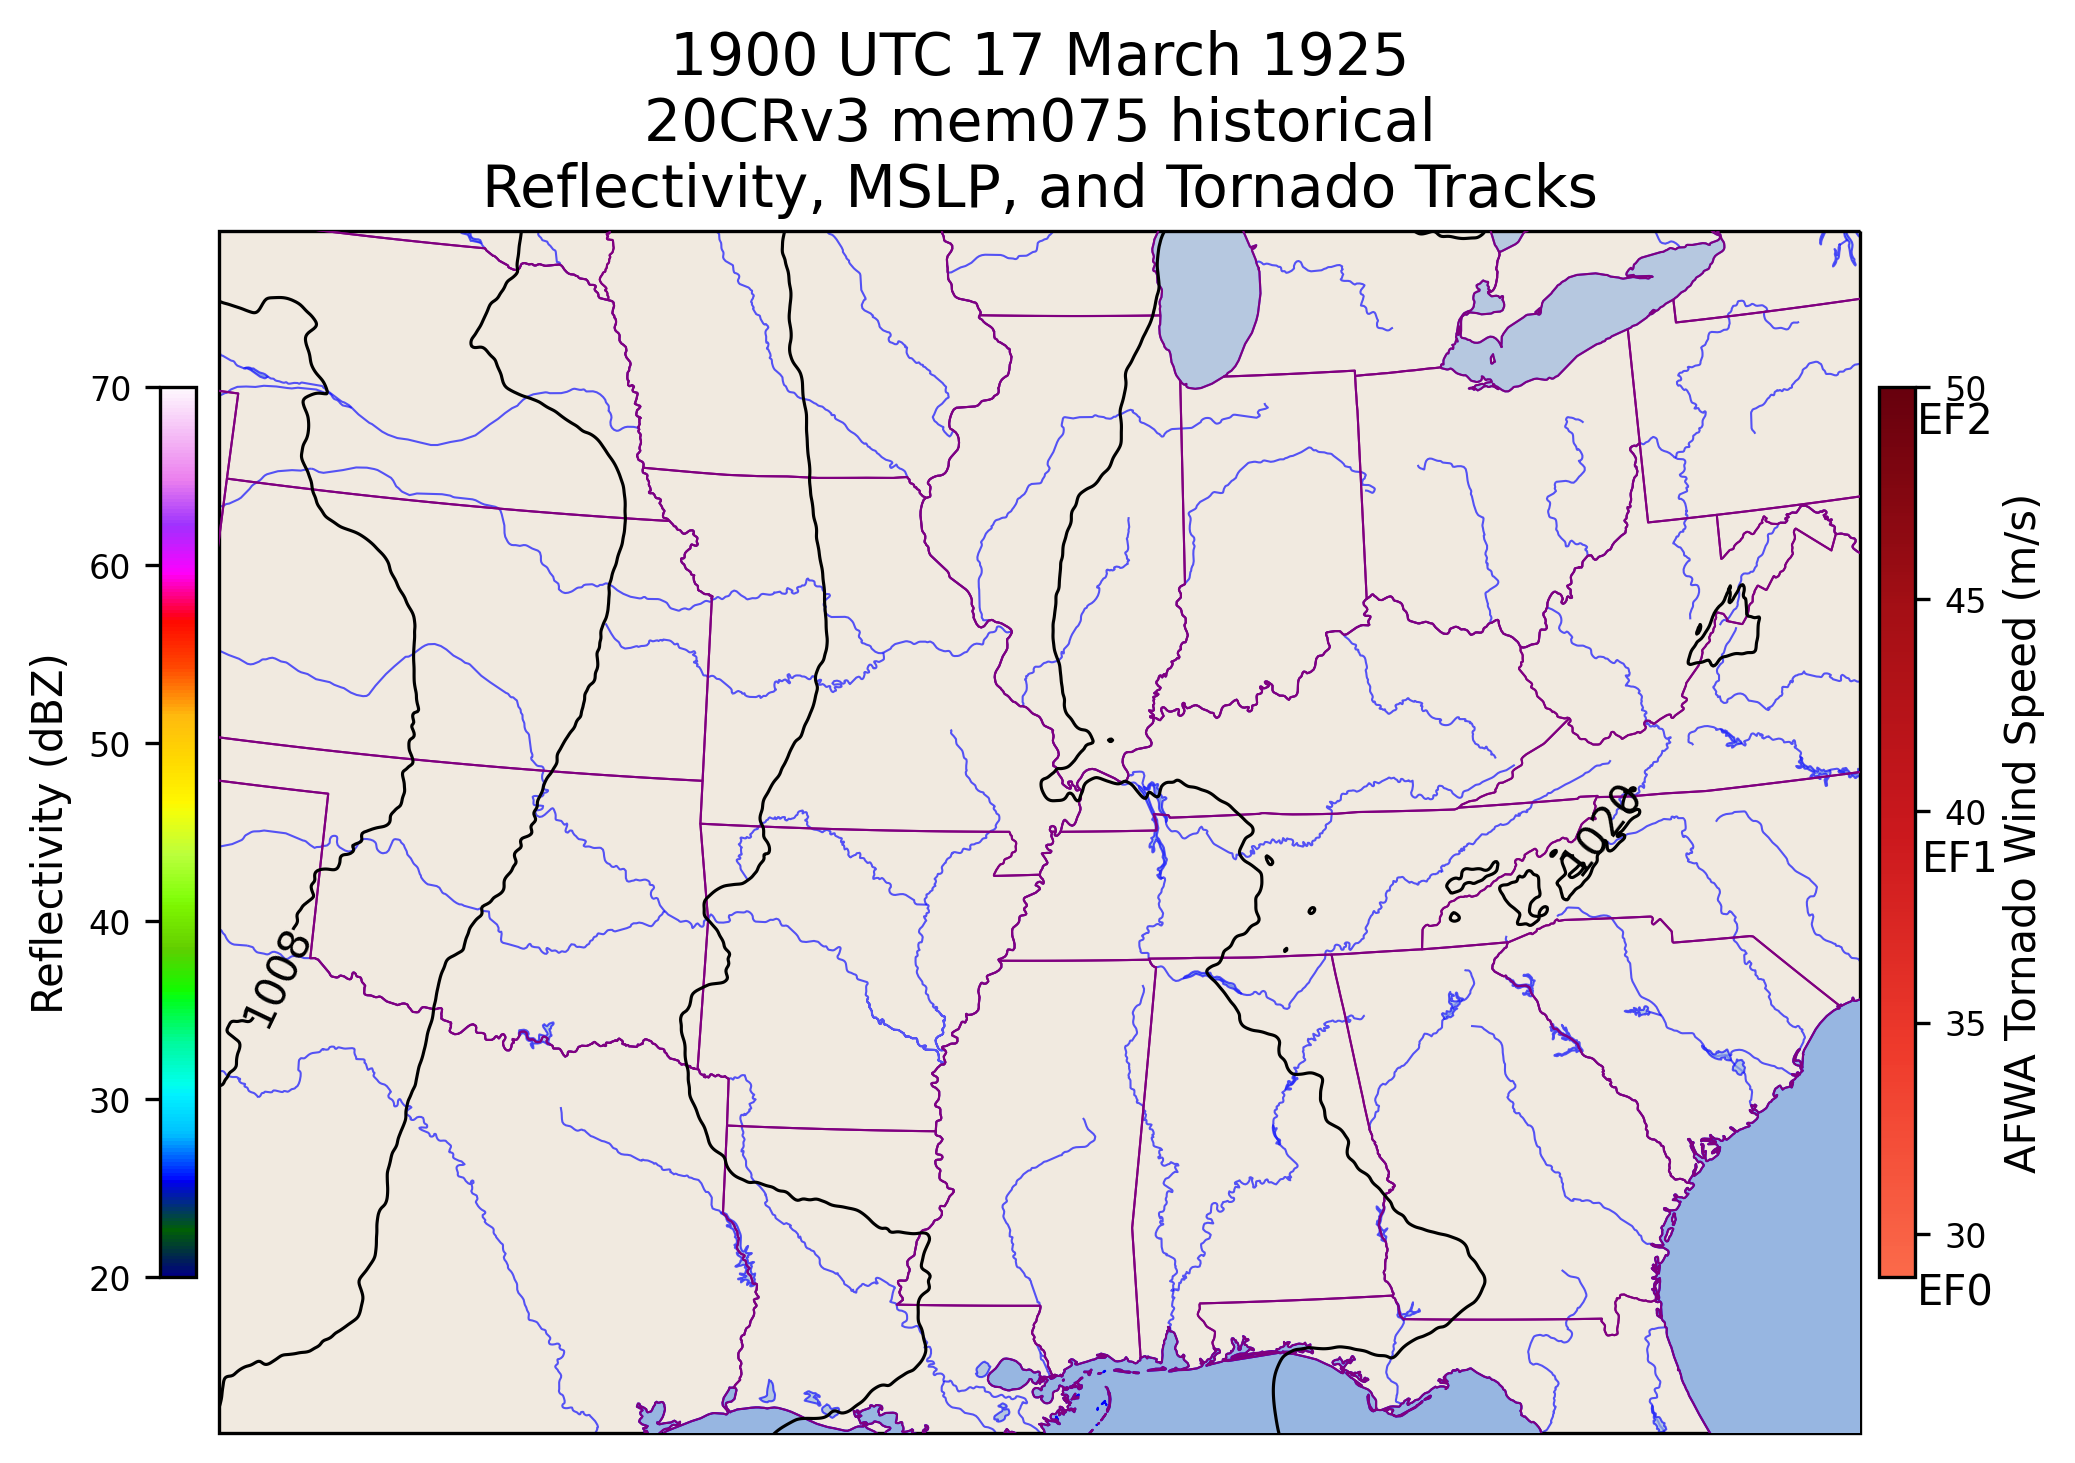 1900 UTC 17 March 1925
20CRv3 mem075 historical
Reflectivity, MSLP, and Tornado Tracks
Reflectivity (dBZ)
70
60
50
40
30
20
1008
1028
50
EF2
45
40
EF1
35
30
EF0
AFWA Tornado Wind Speed (m/s)